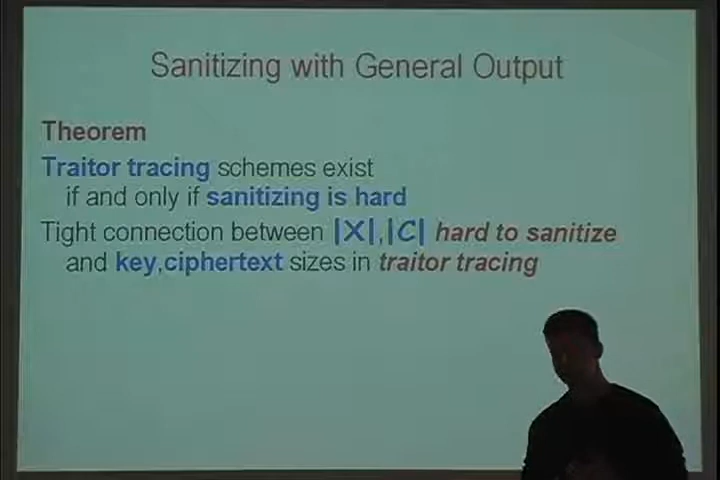 Sanitizing with General Output
Theorem
Traitor tracing schemes exist
if and only if sanitizing is hard
Tight connection between |X|,|C| hard to sanitize
and key,ciphertext sizes in traitor tracing